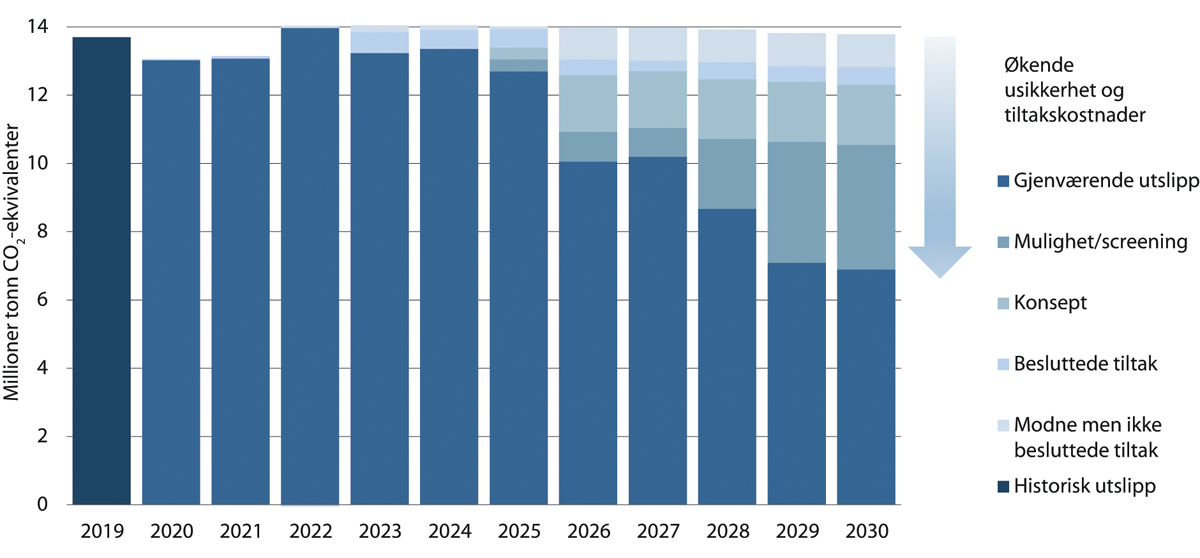 Millioner tonn CO2-ekvivalenter
14
12
10
8
6
4
2
0
2019 2020 2021 2022 2023 2024 2025 2026 2027 2028 2029 2030
Økende
usikkerhet og
tiltakskostnader
Gjenværende utslipp
Mulighet/screening
Konsept
Besluttede tiltak
Modne men ikke
besluttede tiltak
Historisk utslipp